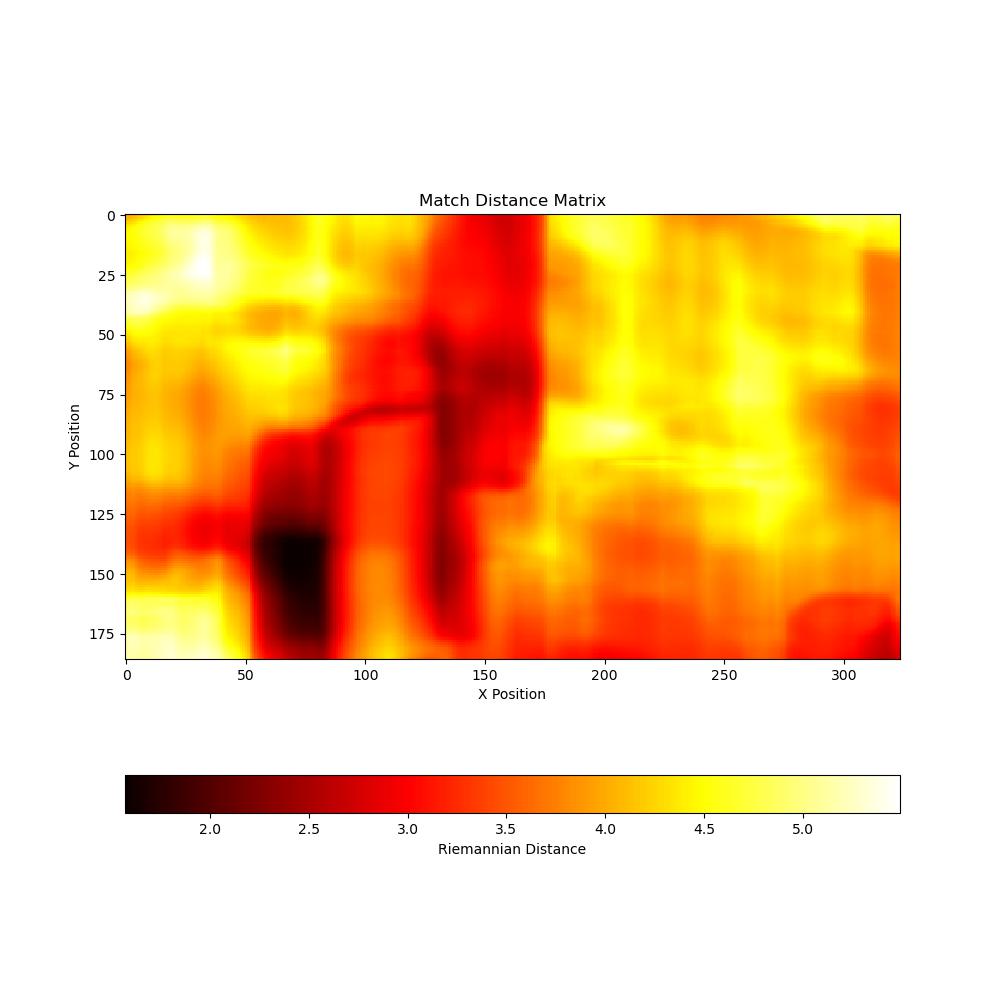 Match Distance Matrix
0
25
50
75
100
125
150
175
Y Position
0 50 100 150 200 250 300
X Position
2.0 2.5 3.0 3.5 4.0 4.5 5.0
Riemannian Distance